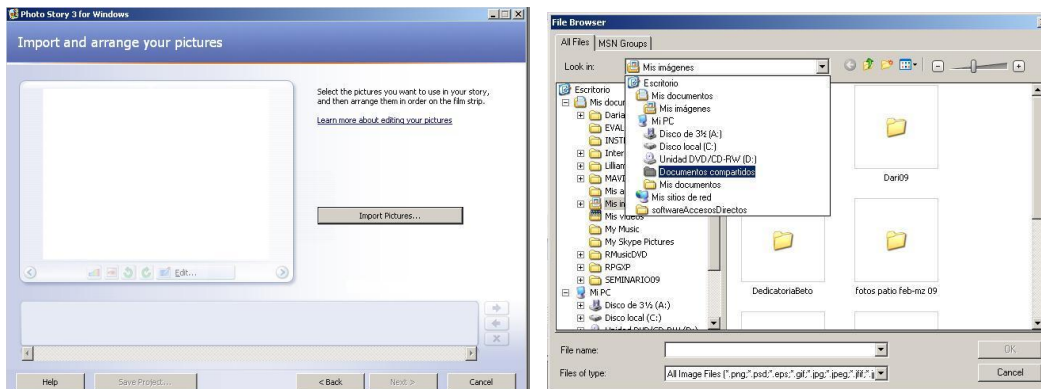 Photo Story 3 for Windows
Import and arrange your pictures
Select the pictures you want to use in your story,
and then arrange them in order on the film strip.
Learn more about editing your pictures
Import Pictures...
Edit...
Help
Save Project...
< Back
Next >
Cancel
File Browser
All Files
MSN Groups
Look in:
Mis imágenes
Escritorio
Mis documentos
Mis imágenes
Mi PC
Disco de 3½ (A:)
Disco local (C:)
Unidad DVD/CD-RW (D:)
Documentos compartidos
Mis documentos
Mis sitios de red
softwareAccesosDirectos
Escritorio
Mis docum
Daria
EVAL
INSTI
Inter
Lillian
MAVI
Mis a
Mis in
Mis videos
My Music
My Skype Pictures
RMusicDVD
RPGXP
SEMINARIO09
Mi PC
Disco de 3½ (A:)
Disco local (C:)
Dari09
DedicatoriaBeto
fotos patio feb-mz 09
File name:
OK
Files of type:
All Image Files (*.png;*.psd;*.eps;*.gif;*.jpg;*.jpeg;*.jfif;*.j
Cancel